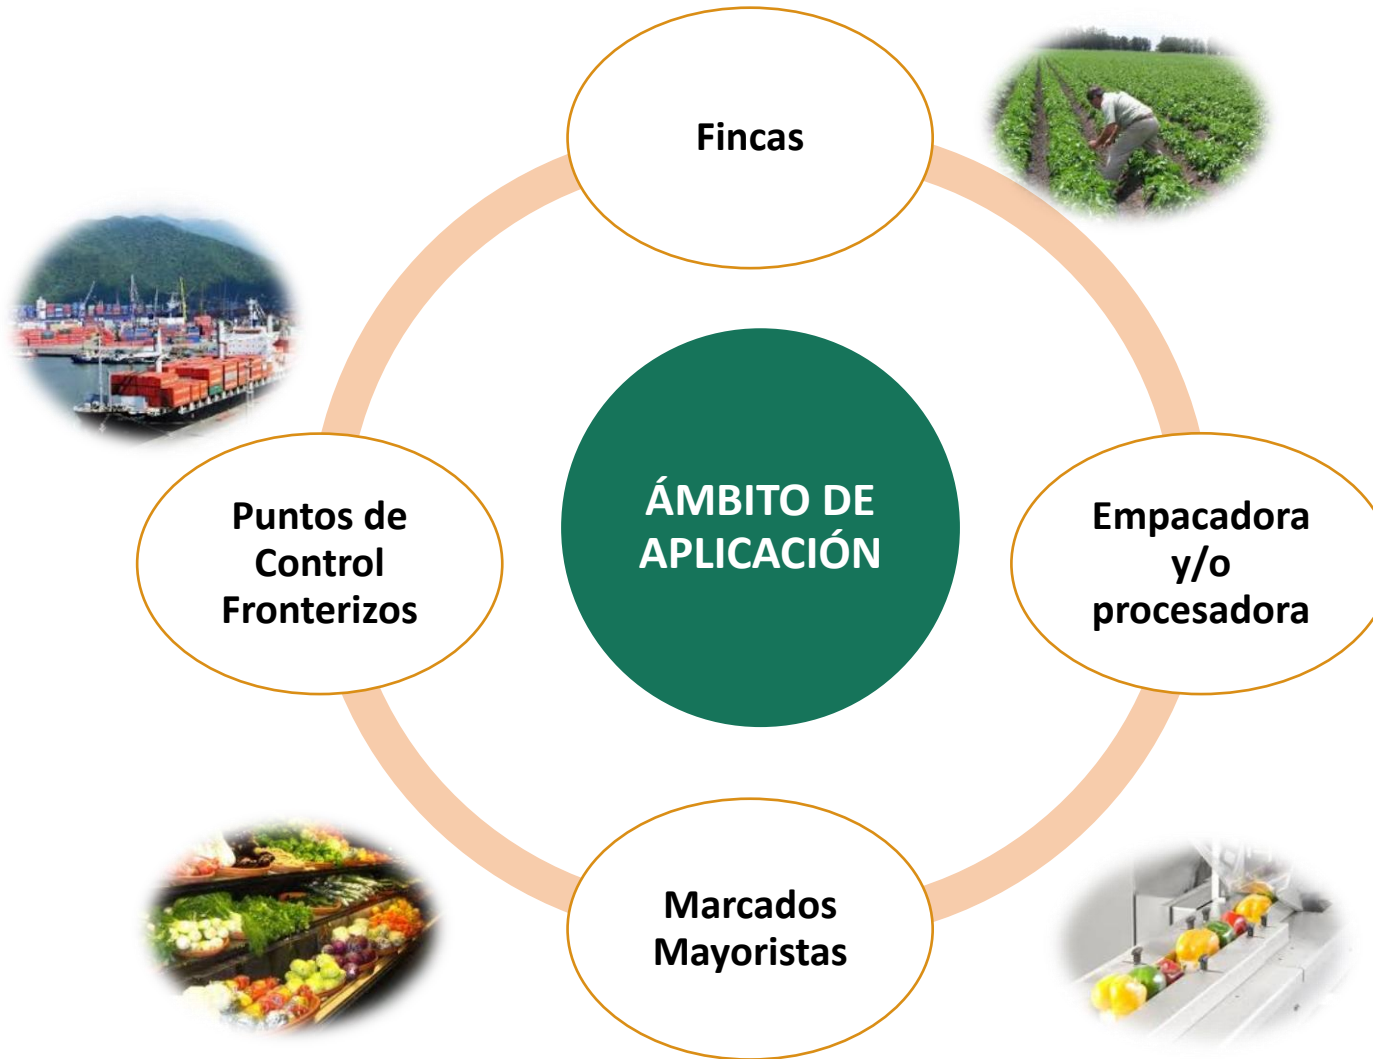 Fincas
ÁMBITO DE
APLICACIÓN
Puntos de
Control
Fronterizos
Empacadora
y/o
procesadora
Marcados
Mayoristas